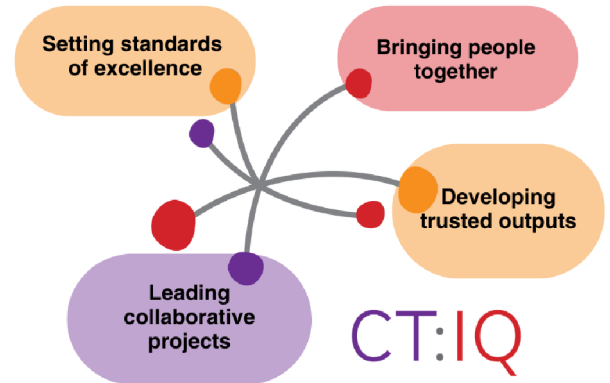 Setting standards
of excellence
Bringing people
together
Developing
trusted outputs
Leading
collaborative
projects
CT:IQ